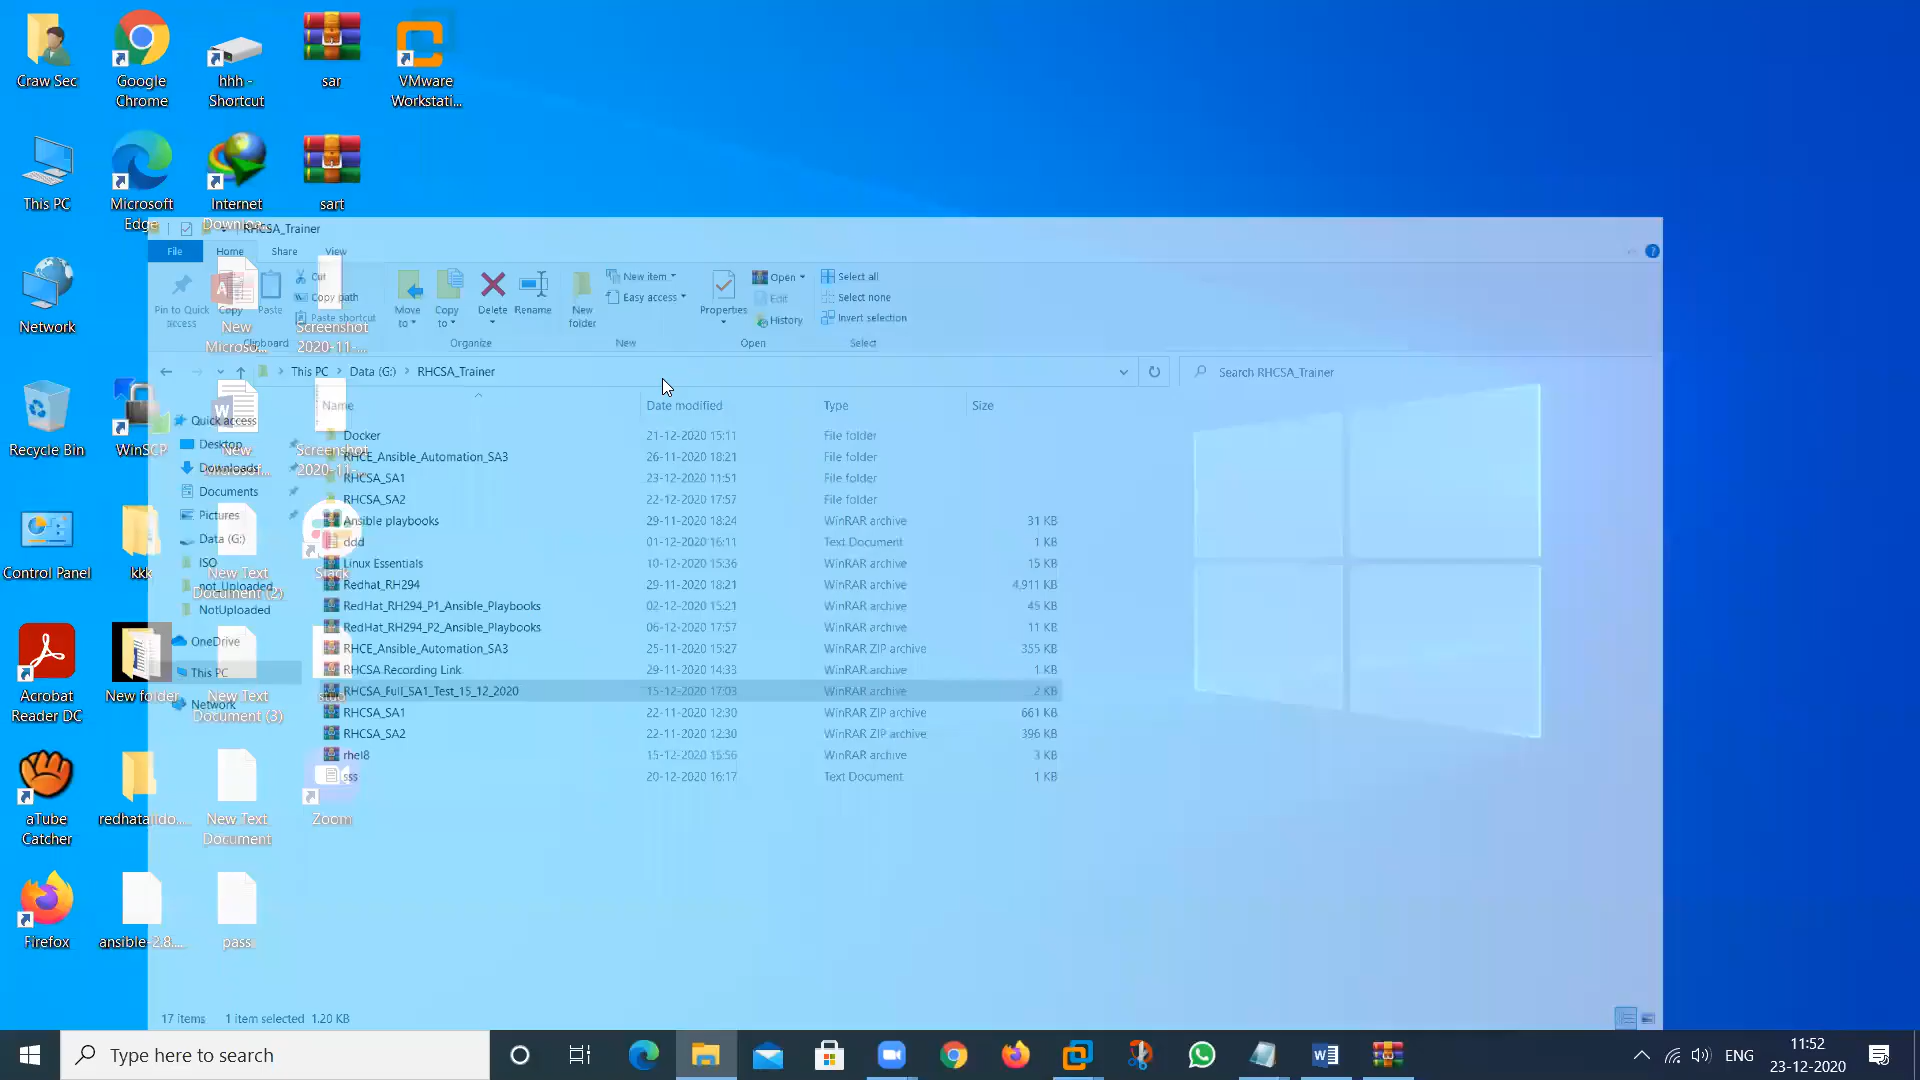 Craw Sec
Google
Chrome
hhh -
Shortcut
sar
VMware
Workstati...
This PC
Microsoft
Edge
Internet
Downloa...
sart
Network
New
Microso...
Screenshot
2020-11-...
Recycle Bin
WinSCP
New
Microsof...
Screenshot
2020-11-...
Control Panel
kkk
New Text
Document (2)
Slack
Acrobat
Reader DC
New folder
New Text
Document (3)
aTube
Catcher
redhataiido....
New Text
Document
Zoom
Firefox
ansible-2.8....
pass
RHCSA_Trainer
File
Home
Share
View
Pin to Quick
access
Copy
Paste
Cut
Copy path
Paste shortcut
Clipboard
Move
to
Copy
to
Delete
Rename
Organize
New
folder
New item
Easy access
New
Properties
Open
Edit
History
Open
Select all
Select none
Invert selection
Select
This PC
Data (G:)
RHCSA_Trainer
Search RHCSA_Trainer
Quick access
Desktop
Downloads
Documents
Pictures
Data (G:)
ISO
not_Uploaded
NotUploaded
OneDrive
This PC
Network
Name Date modified Type Size
Docker 21-12-2020 15:11 File folder
RHCE_Ansible_Automation_SA3 26-11-2020 18:21 File folder
RHCSA_SA1 23-12-2020 11:51 File folder
RHCSA_SA2 22-12-2020 17:57 File folder
Ansible playbooks 29-11-2020 18:24 WinRAR archive 31 KB
ddd 01-12-2020 16:11 Text Document 1 KB
Linux Essentials 10-12-2020 15:36 WinRAR archive 15 KB
Redhat_RH294 29-11-2020 18:21 WinRAR archive 4,911 KB
RedHat_RH294_P1_Ansible_Playbooks 02-12-2020 15:21 WinRAR archive 45 KB
RedHat_RH294_P2_Ansible_Playbooks 06-12-2020 17:57 WinRAR archive 11 KB
RHCE_Ansible_Automation_SA3 25-11-2020 15:27 WinRAR ZIP archive 355 KB
RHCSA Recording Link 29-11-2020 14:33 WinRAR archive 1 KB
RHCSA_Full_SA1_Test_15_12_2020 15-12-2020 17:03 WinRAR archive 2 KB
RHCSA_SA1 22-11-2020 12:30 WinRAR ZIP archive 661 KB
RHCSA_SA2 22-11-2020 12:30 WinRAR ZIP archive 396 KB
rhel8 15-12-2020 15:56 WinRAR archive 3 KB
sss 20-12-2020 16:17 Text Document 1 KB
17 items 1 item selected 1.20 KB
Type here to search
ENG
11:52
23-12-2020